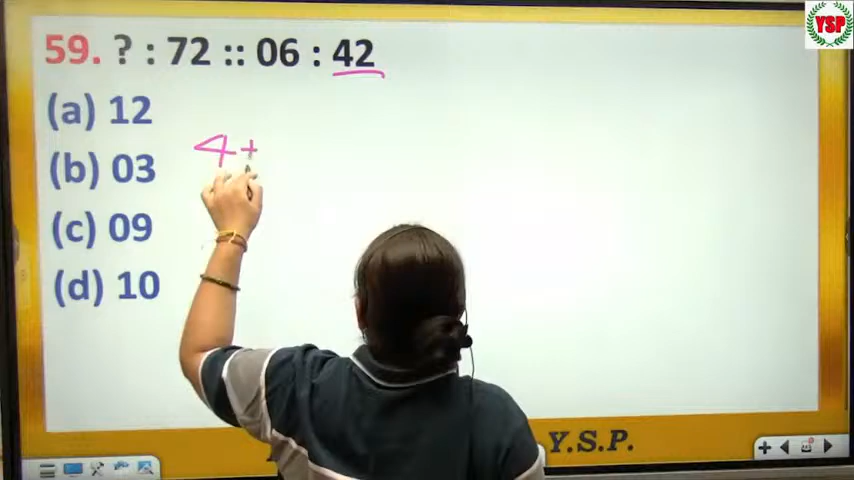 YSP
59. ? : 72 :: 06 : 42
(a) 12
(b) 03
(c) 09
(d) 10
4+
Y.S.P.